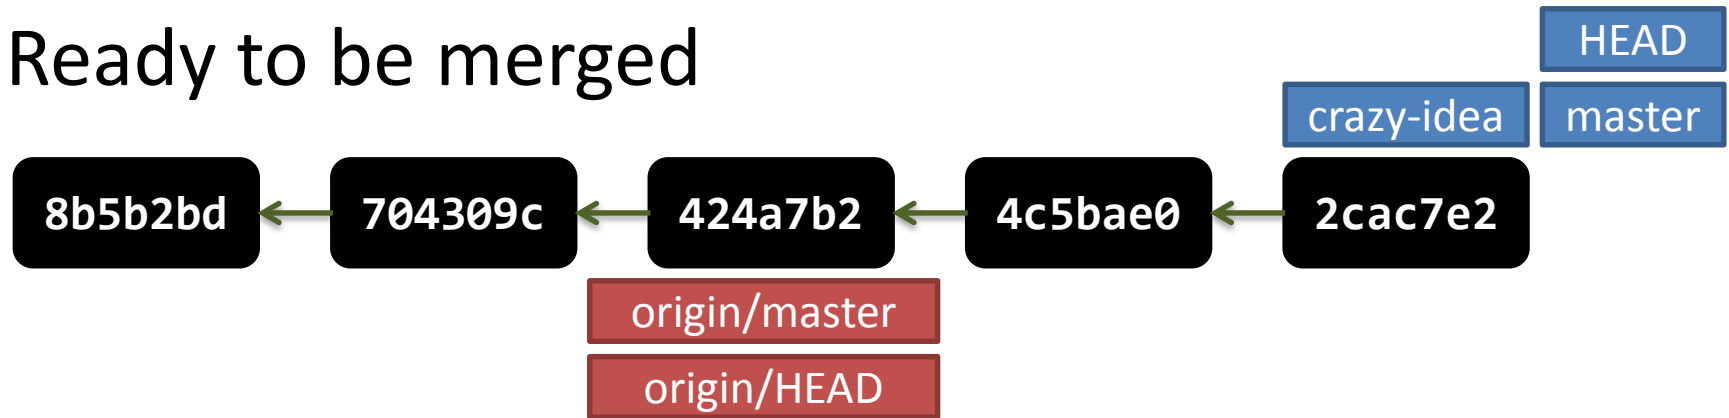 Ready to be merged
HEAD
crazy-idea master
8b5b2bd 704309c 424a7b2 4c5bae0 2cac7e2
origin/master
origin/HEAD